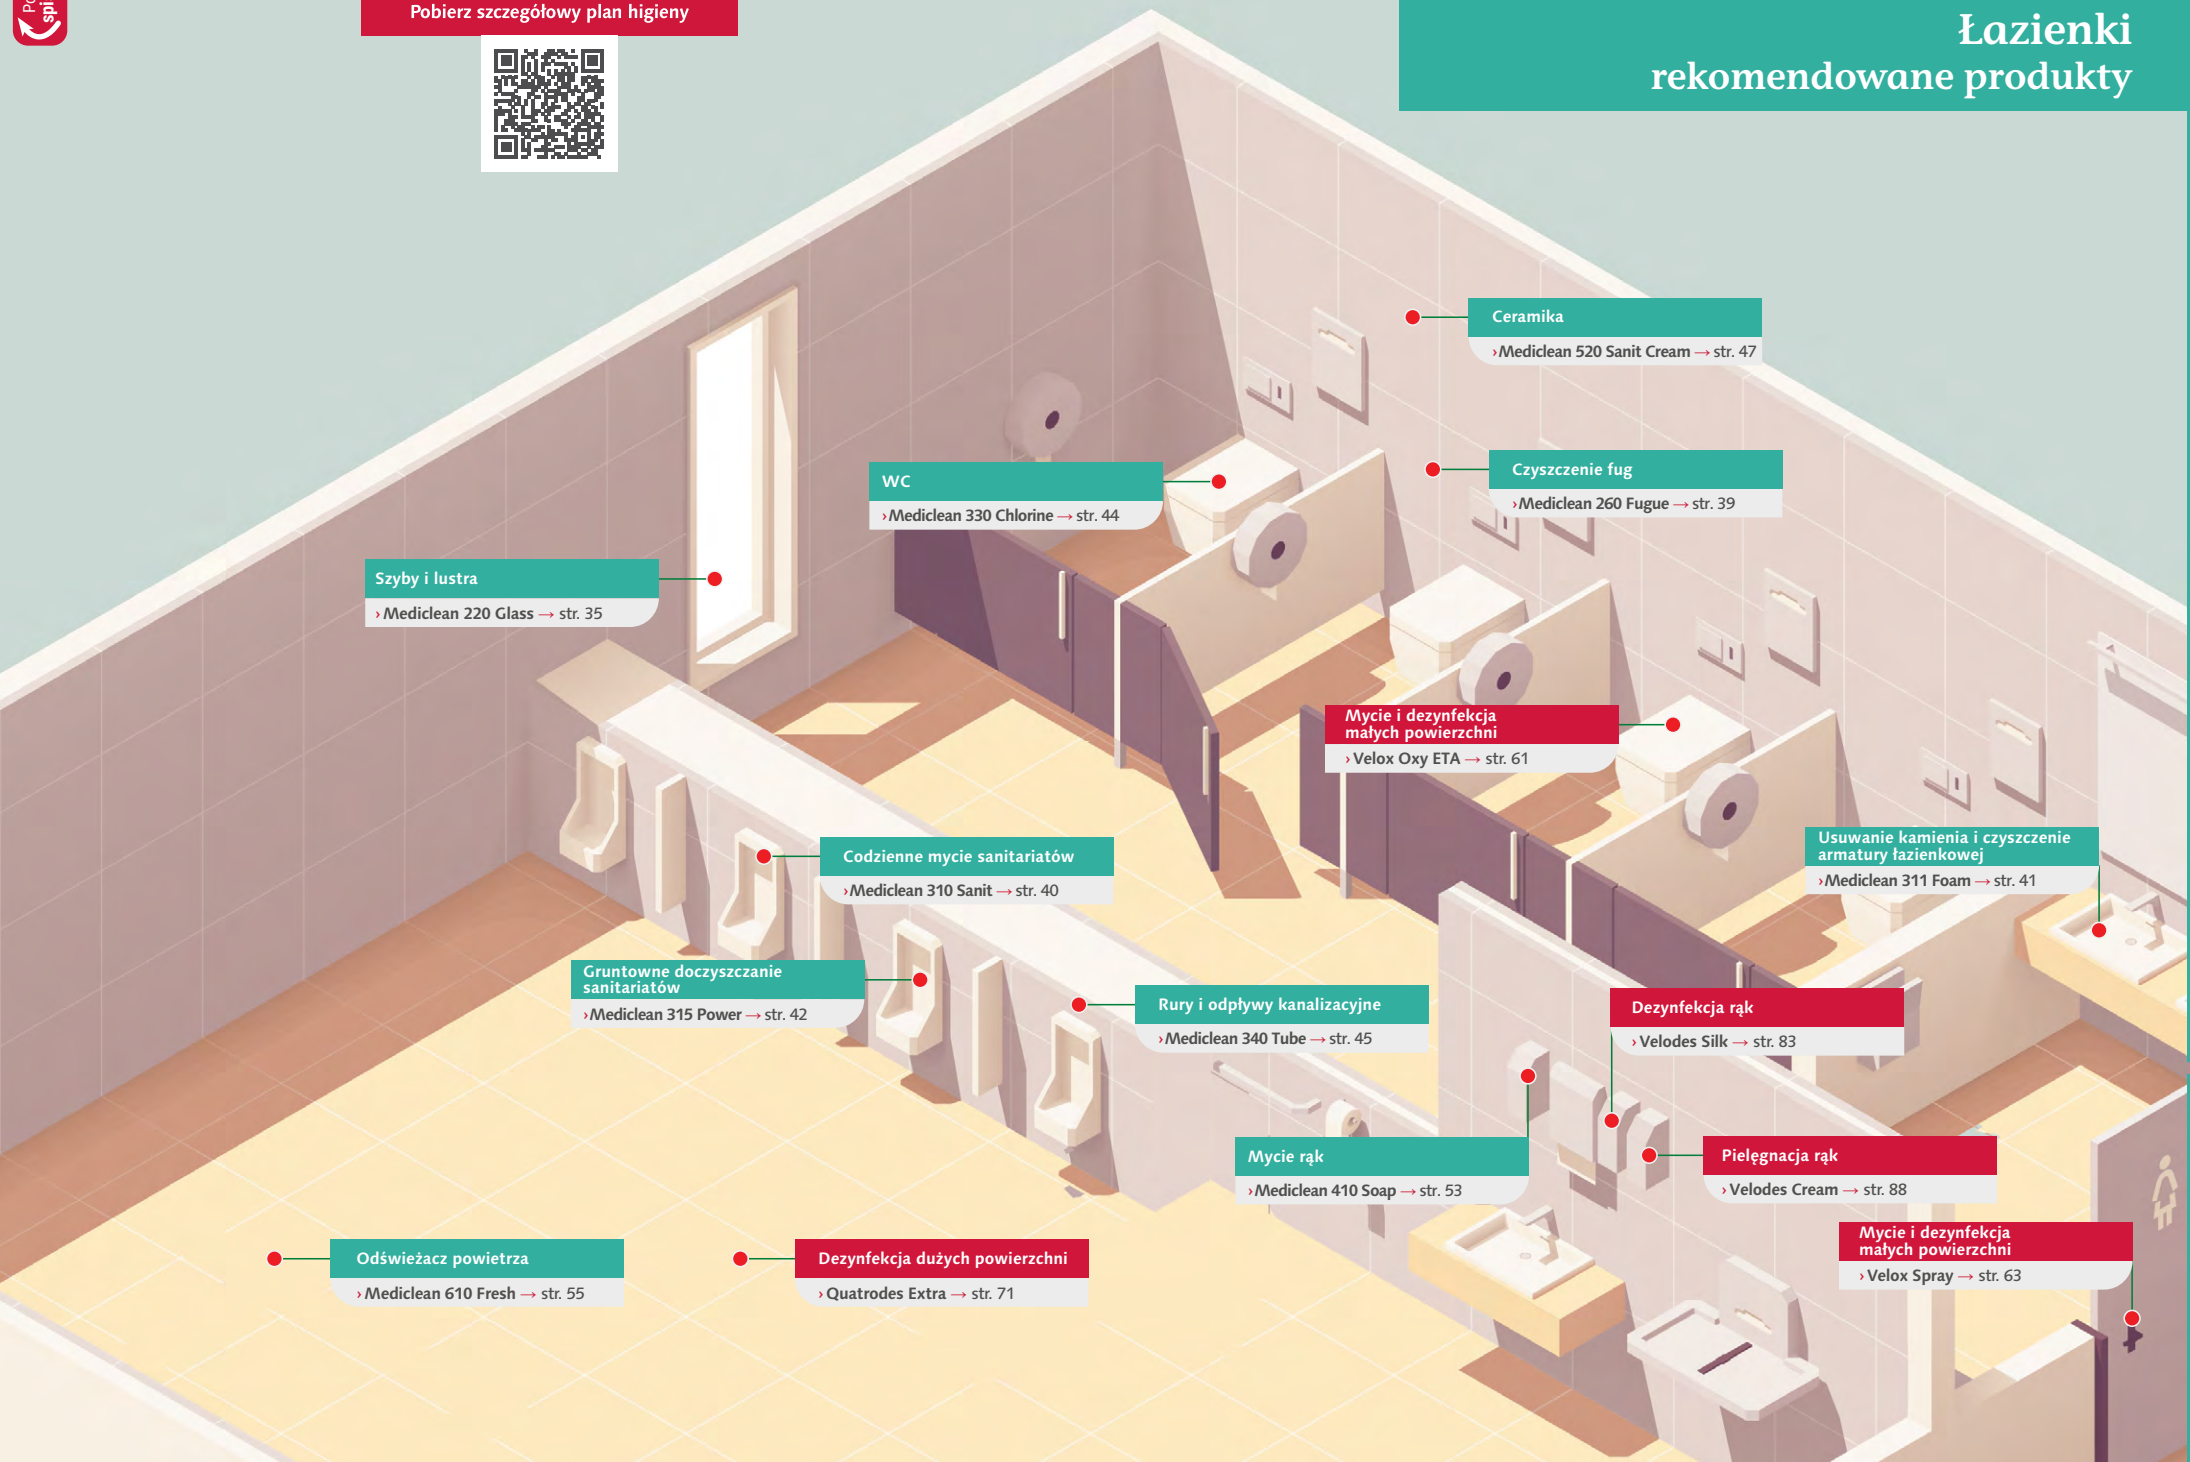 Pobierz szczegółowy plan higieny
Łazienki
rekomendowane produkty
Ceramika
›Mediclean 520 Sanit Cream → str. 47
WC
›Mediclean 330 Chlorine → str. 44
Czyszczenie fug
›Mediclean 260 Fugue → str. 39
Szyby i lustra
› Mediclean 220 Glass → str. 35
Mycie i dezynfekcja
małych powierzchni
› Velox Oxy ETA → str. 61
Codzienne mycie sanitariatów
›Mediclean 310 Sanit → str. 40
Usuwanie kamienia i czyszczenie
armatury łazienkowej
›Mediclean 311 Foam → str. 41
Gruntowne doczyszczanie
sanitariatów
›Mediclean 315 Power → str. 42
Rury i odpływy kanalizacyjne
›Mediclean 340 Tube → str. 45
Dezynfekcja rąk
› Velodes Silk → str. 83
Mycie rąk
›Mediclean 410 Soap → str. 53
Pielęgnacja rąk
› Velodes Cream → str. 88
Mycie i dezynfekcja
małych powierzchni
› Velox Spray → str. 63
Odświeżacz powietrza
› Mediclean 610 Fresh → str. 55
Dezynfekcja dużych powierzchni
› Quatrodes Extra → str. 71